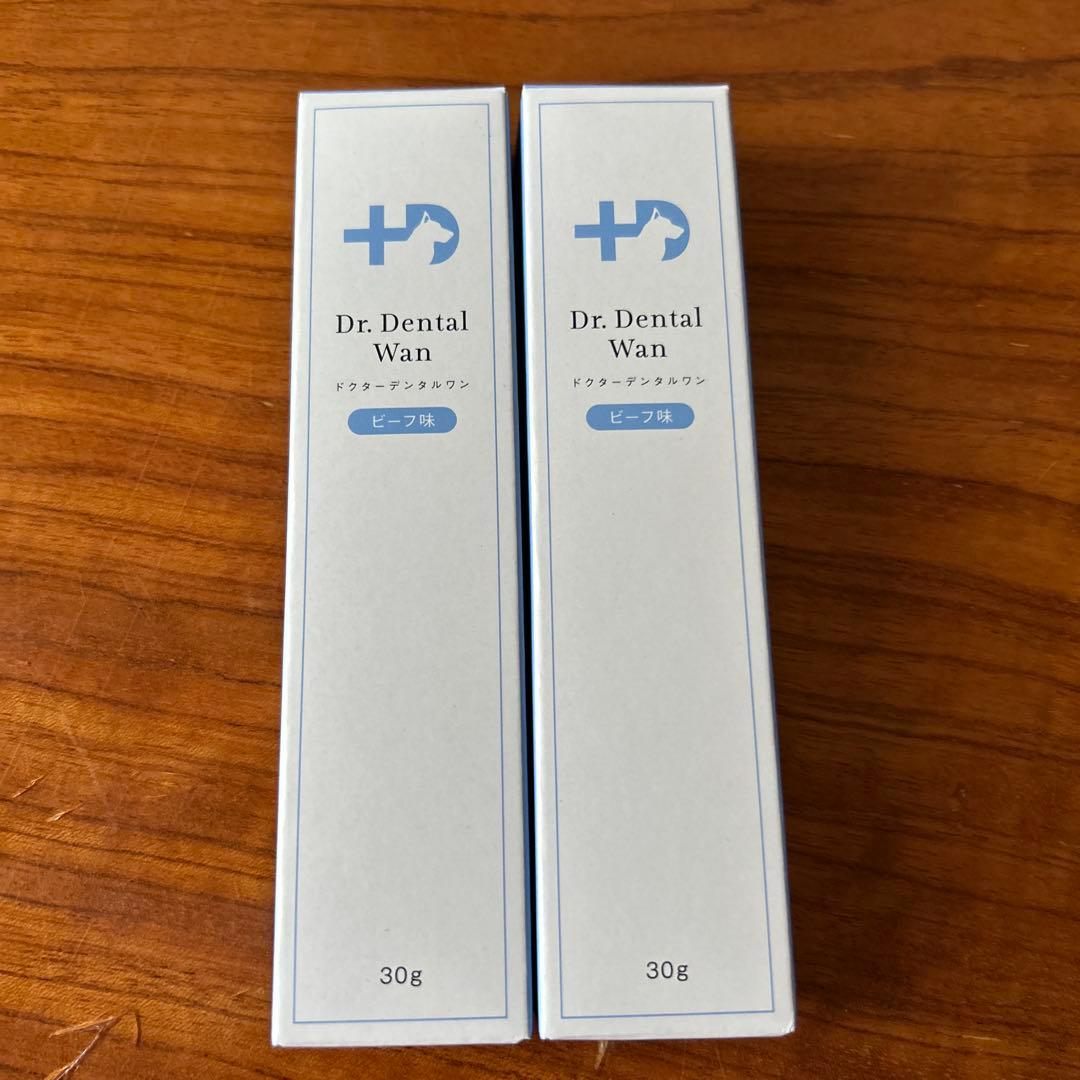 Dr. Dental
Wan
ドクターデンタルワン
ビーフ味
30g
Dr. Dental
Wan
ドクターデンタルワン
ビーフ味
30g